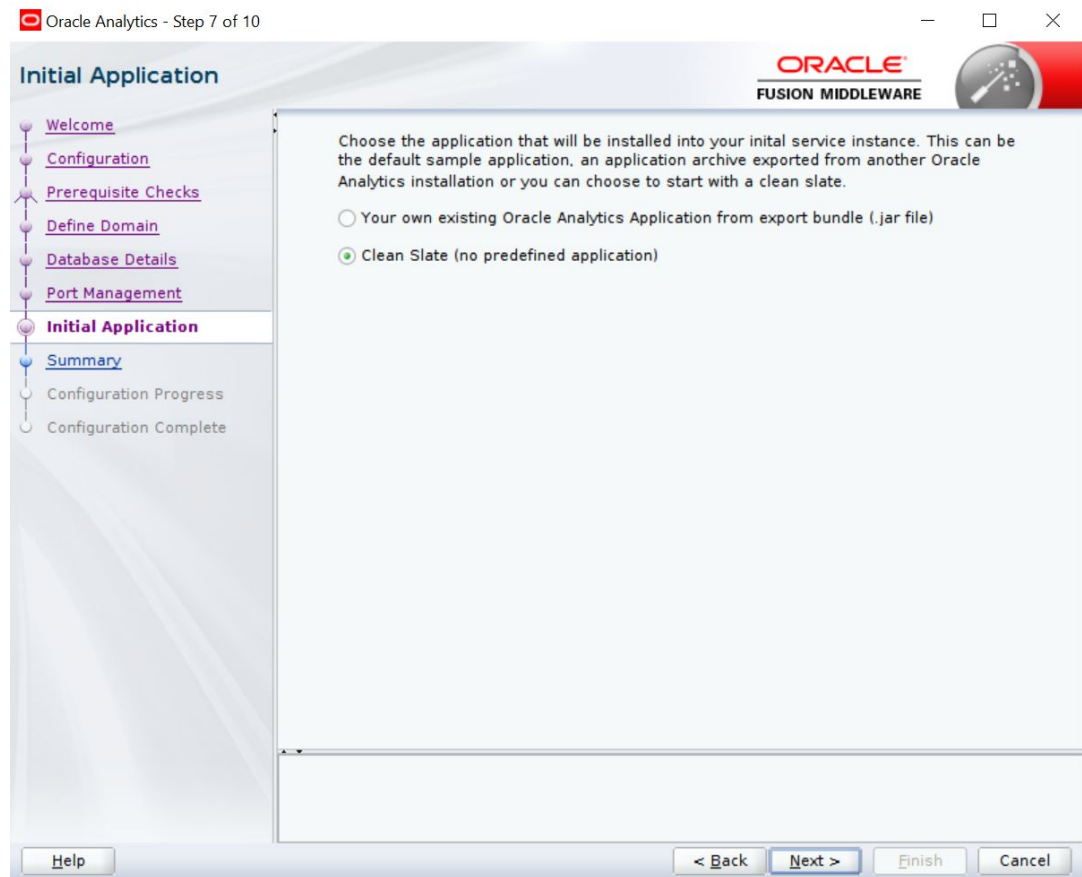 Oracle Analytics - Step 7 of 10
Initial Application
ORACLE
FUSION MIDDLEWARE
Welcome
Configuration
Prerequisite Checks
Define Domain
Database Details
Port Management
Initial Application
Summary
Configuration Progress
Configuration Complete
Choose the application that will be installed into your inital service instance. This can be
the default sample application, an application archive exported from another Oracle
Analytics installation or you can choose to start with a clean slate.
Your own existing Oracle Analytics Application from export bundle (.jar file)
Clean Slate (no predefined application)
Help
< Back
Next >
Finish
Cancel